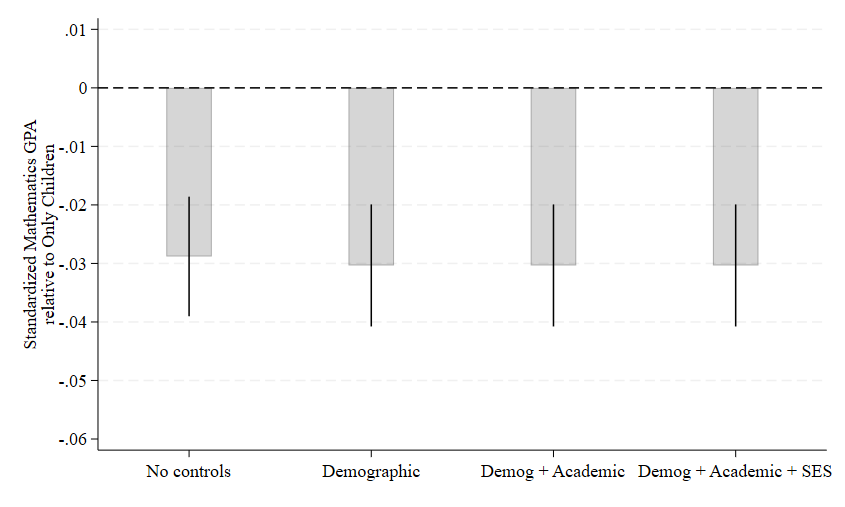 Standardized Mathematics GPA
relative to Only Children
.01
0
-.01
-.02
-.03
-.04
-.05
-.06
No controls
Demographic
Demog + Academic
Demog + Academic + SES